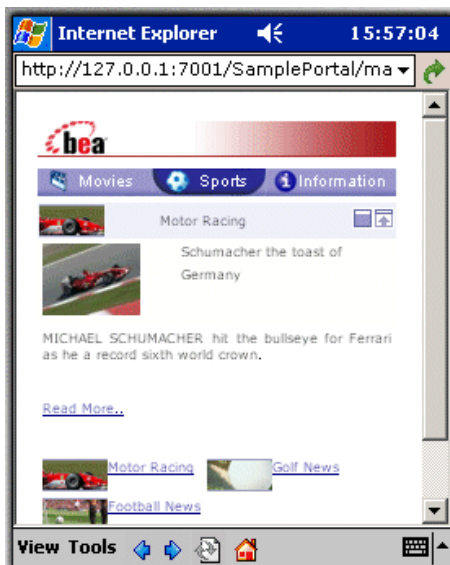 Internet Explorer 15:57:04
http://127.0.0.1:7001/SamplePortal/ma
bea
Movies Sports Information
Motor Racing
Schumacher the toast of
Germany
MICHAEL SCHUMACHER hit the bullseye for Ferrari
as he a record sixth world crown.
Read More..
Motor Racing Golf News
Football News
View Tools